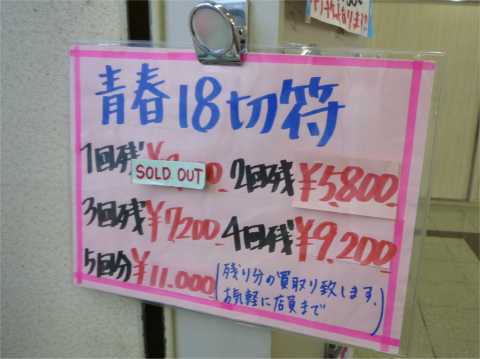 青春18切符
1回残 SOLD OUT 2回残 ¥5,800
3回残 ¥7,200 4回残 ¥9,200
5回分 ¥11,000 (残り分の買取り致します。
お気軽に店員まで)